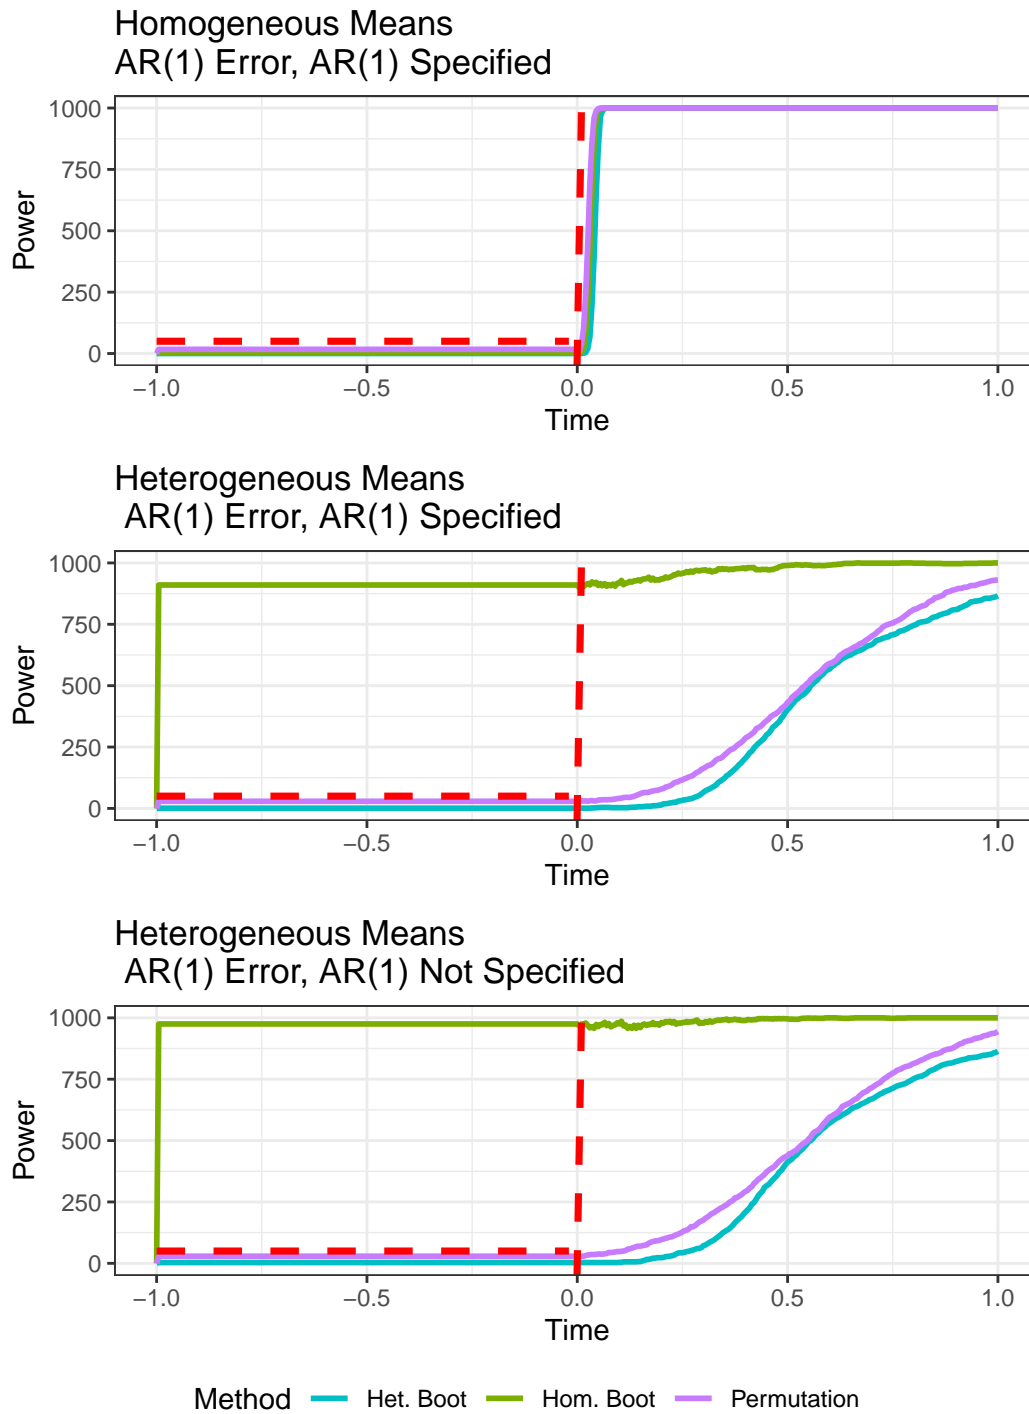 Homogeneous Means
AR(1) Error, AR(1) Specified
Power
1000
750
500
250
0
−1.0 −0.5 0.0 0.5 1.0
Time
Heterogeneous Means
AR(1) Error, AR(1) Specified
Power
1000
750
500
250
0
−1.0 −0.5 0.0 0.5 1.0
Time
Heterogeneous Means
AR(1) Error, AR(1) Not Specified
Power
1000
750
500
250
0
−1.0 −0.5 0.0 0.5 1.0
Time
Method Het. Boot Hom. Boot Permutation